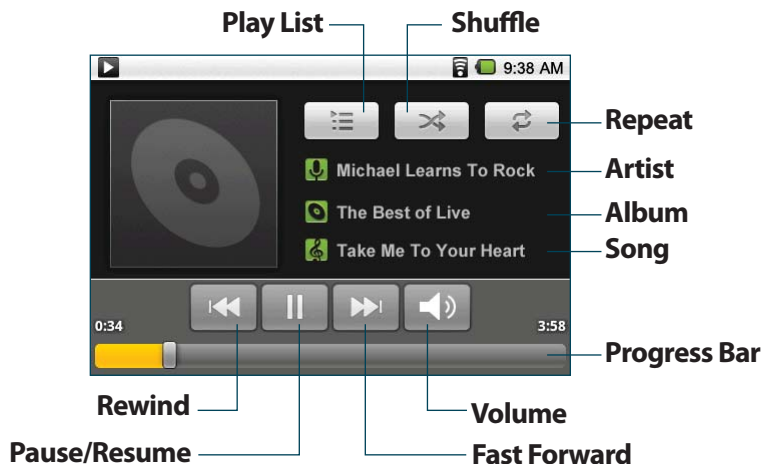 Play List
Shuffle
9:38 AM
Repeat
Michael Learns To Rock
Artist
The Best of Live
Album
Take Me To Your Heart
Song
0:34
3:58
Progress Bar
Rewind
Volume
Pause/Resume
Fast Forward